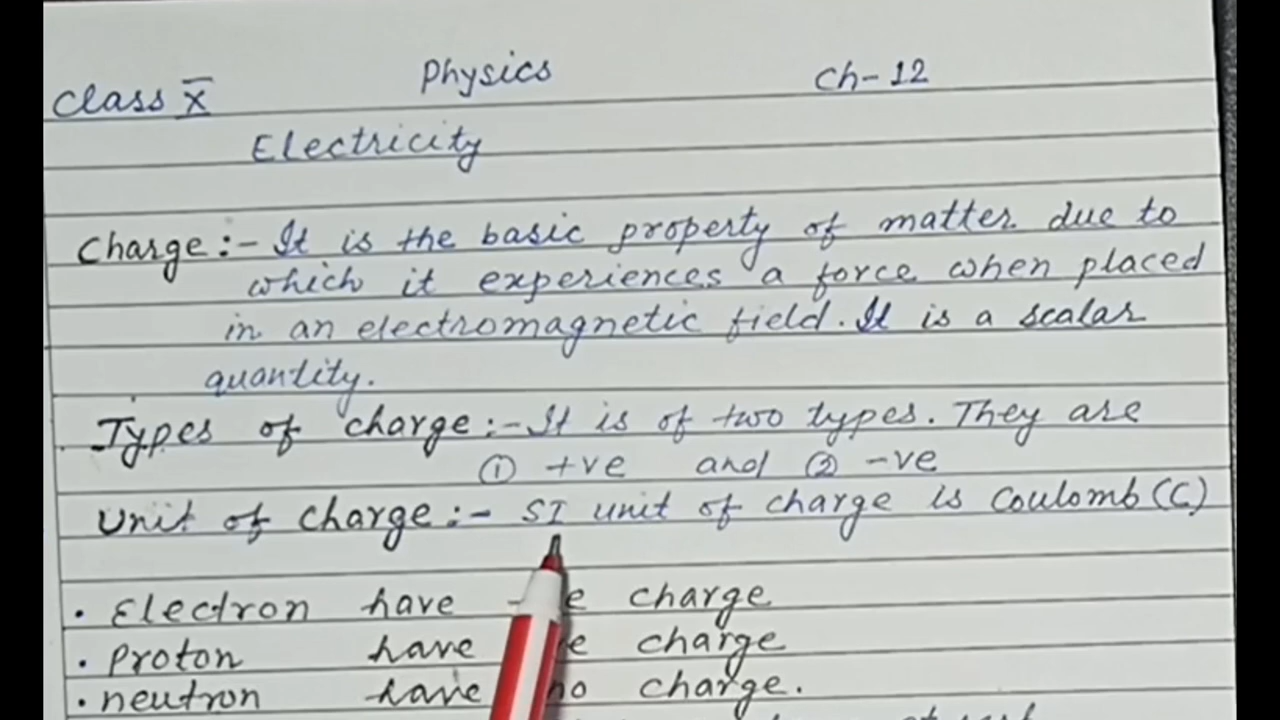 Class X Physics Ch-12
Electricity
Charge:- It is the basic property of matter due to
which it experiences a force when placed
in an electromagnetic field. It is a scalar
quantity.
Types of charge:- It is of two types. They are
① +ve and ② -ve
Unit of charge:- SI unit of charge is Coulomb (C)
• Electron have charge
• Proton have charge
• neutron have no charge.